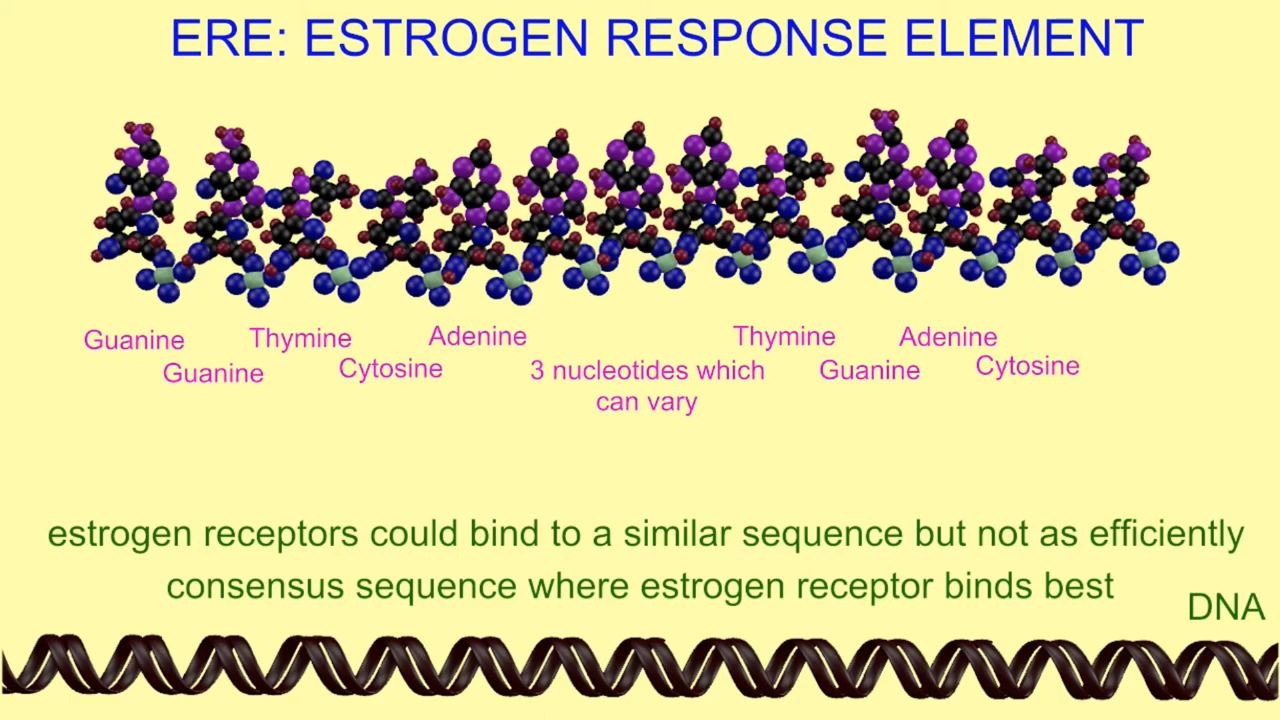 ERE: ESTROGEN RESPONSE ELEMENT
Guanine
Guanine
Thymine
Cytosine
Adenine
3 nucleotides which
can vary
Thymine
Guanine
Adenine
Cytosine
estrogen receptors could bind to a similar sequence but not as efficiently
consensus sequence where estrogen receptor binds best
DNA